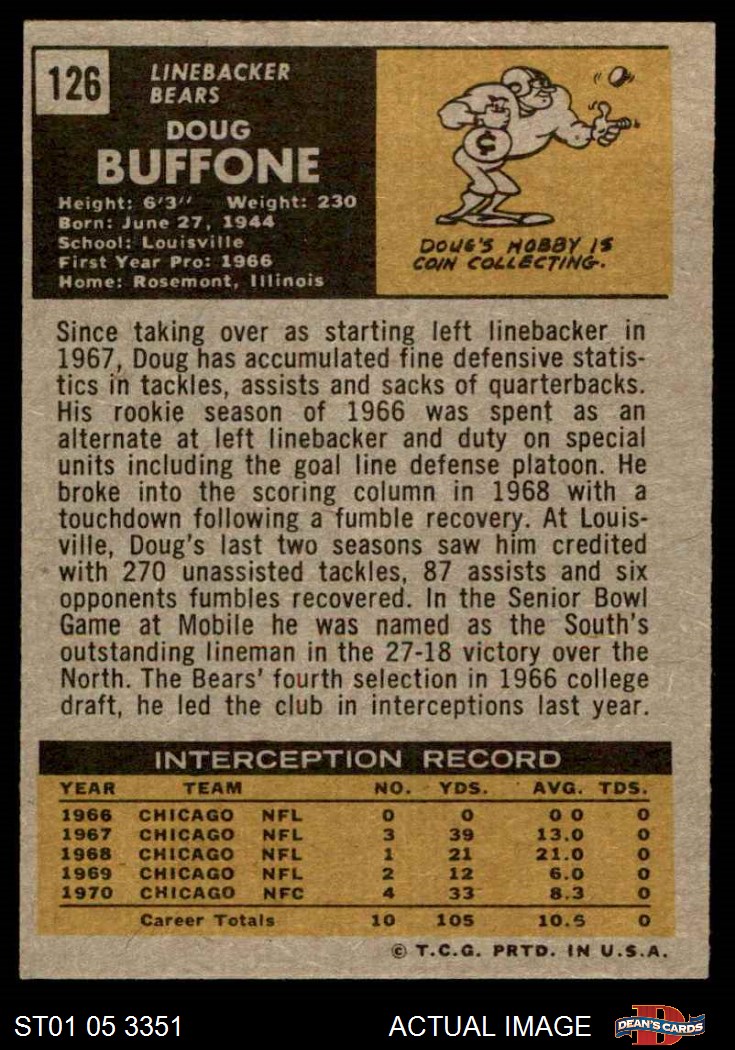 126
LINEBACKER
BEARS
DOUG
BUFFONE
Height: 6'3" Weight: 230
Born: June 27, 1944
School: Louisville
First Year Pro: 1966
Home: Rosemont, Illinois
¢
DOUG'S HOBBY IS
COIN COLLECTING.
Since taking over as starting left linebacker in
1967, Doug has accumulated fine defensive statis-
tics in tackles, assists and sacks of quarterbacks.
His rookie season of 1966 was spent as an
alternate at left linebacker and duty on special
units including the goal line defense platoon. He
broke into the scoring column in 1968 with a
touchdown following a fumble recovery. At Louis-
ville, Doug's last two seasons saw him credited
with 270 unassisted tackles, 87 assists and six
opponents fumbles recovered. In the Senior Bowl
Game at Mobile he was named as the South's
outstanding lineman in the 27-18 victory over the
North. The Bears' fourth selection in 1966 college
draft, he led the club in interceptions last year.
INTERCEPTION RECORD
YEAR TEAM NO. YDS. AVG. TDS.
1966 CHICAGO NFL 0 0 0 0 0
1967 CHICAGO NFL 3 39 13.0 0
1968 CHICAGO NFL 1 21 21.0 0
1969 CHICAGO NFL 2 12 6.0 0
1970 CHICAGO NFC 4 33 8.3 0
Career Totals 10 105 10.5 0
© T.C.G. PRTD. IN U.S.A.
ST01 05 3351 ACTUAL IMAGE
D
DEAN'S CARDS